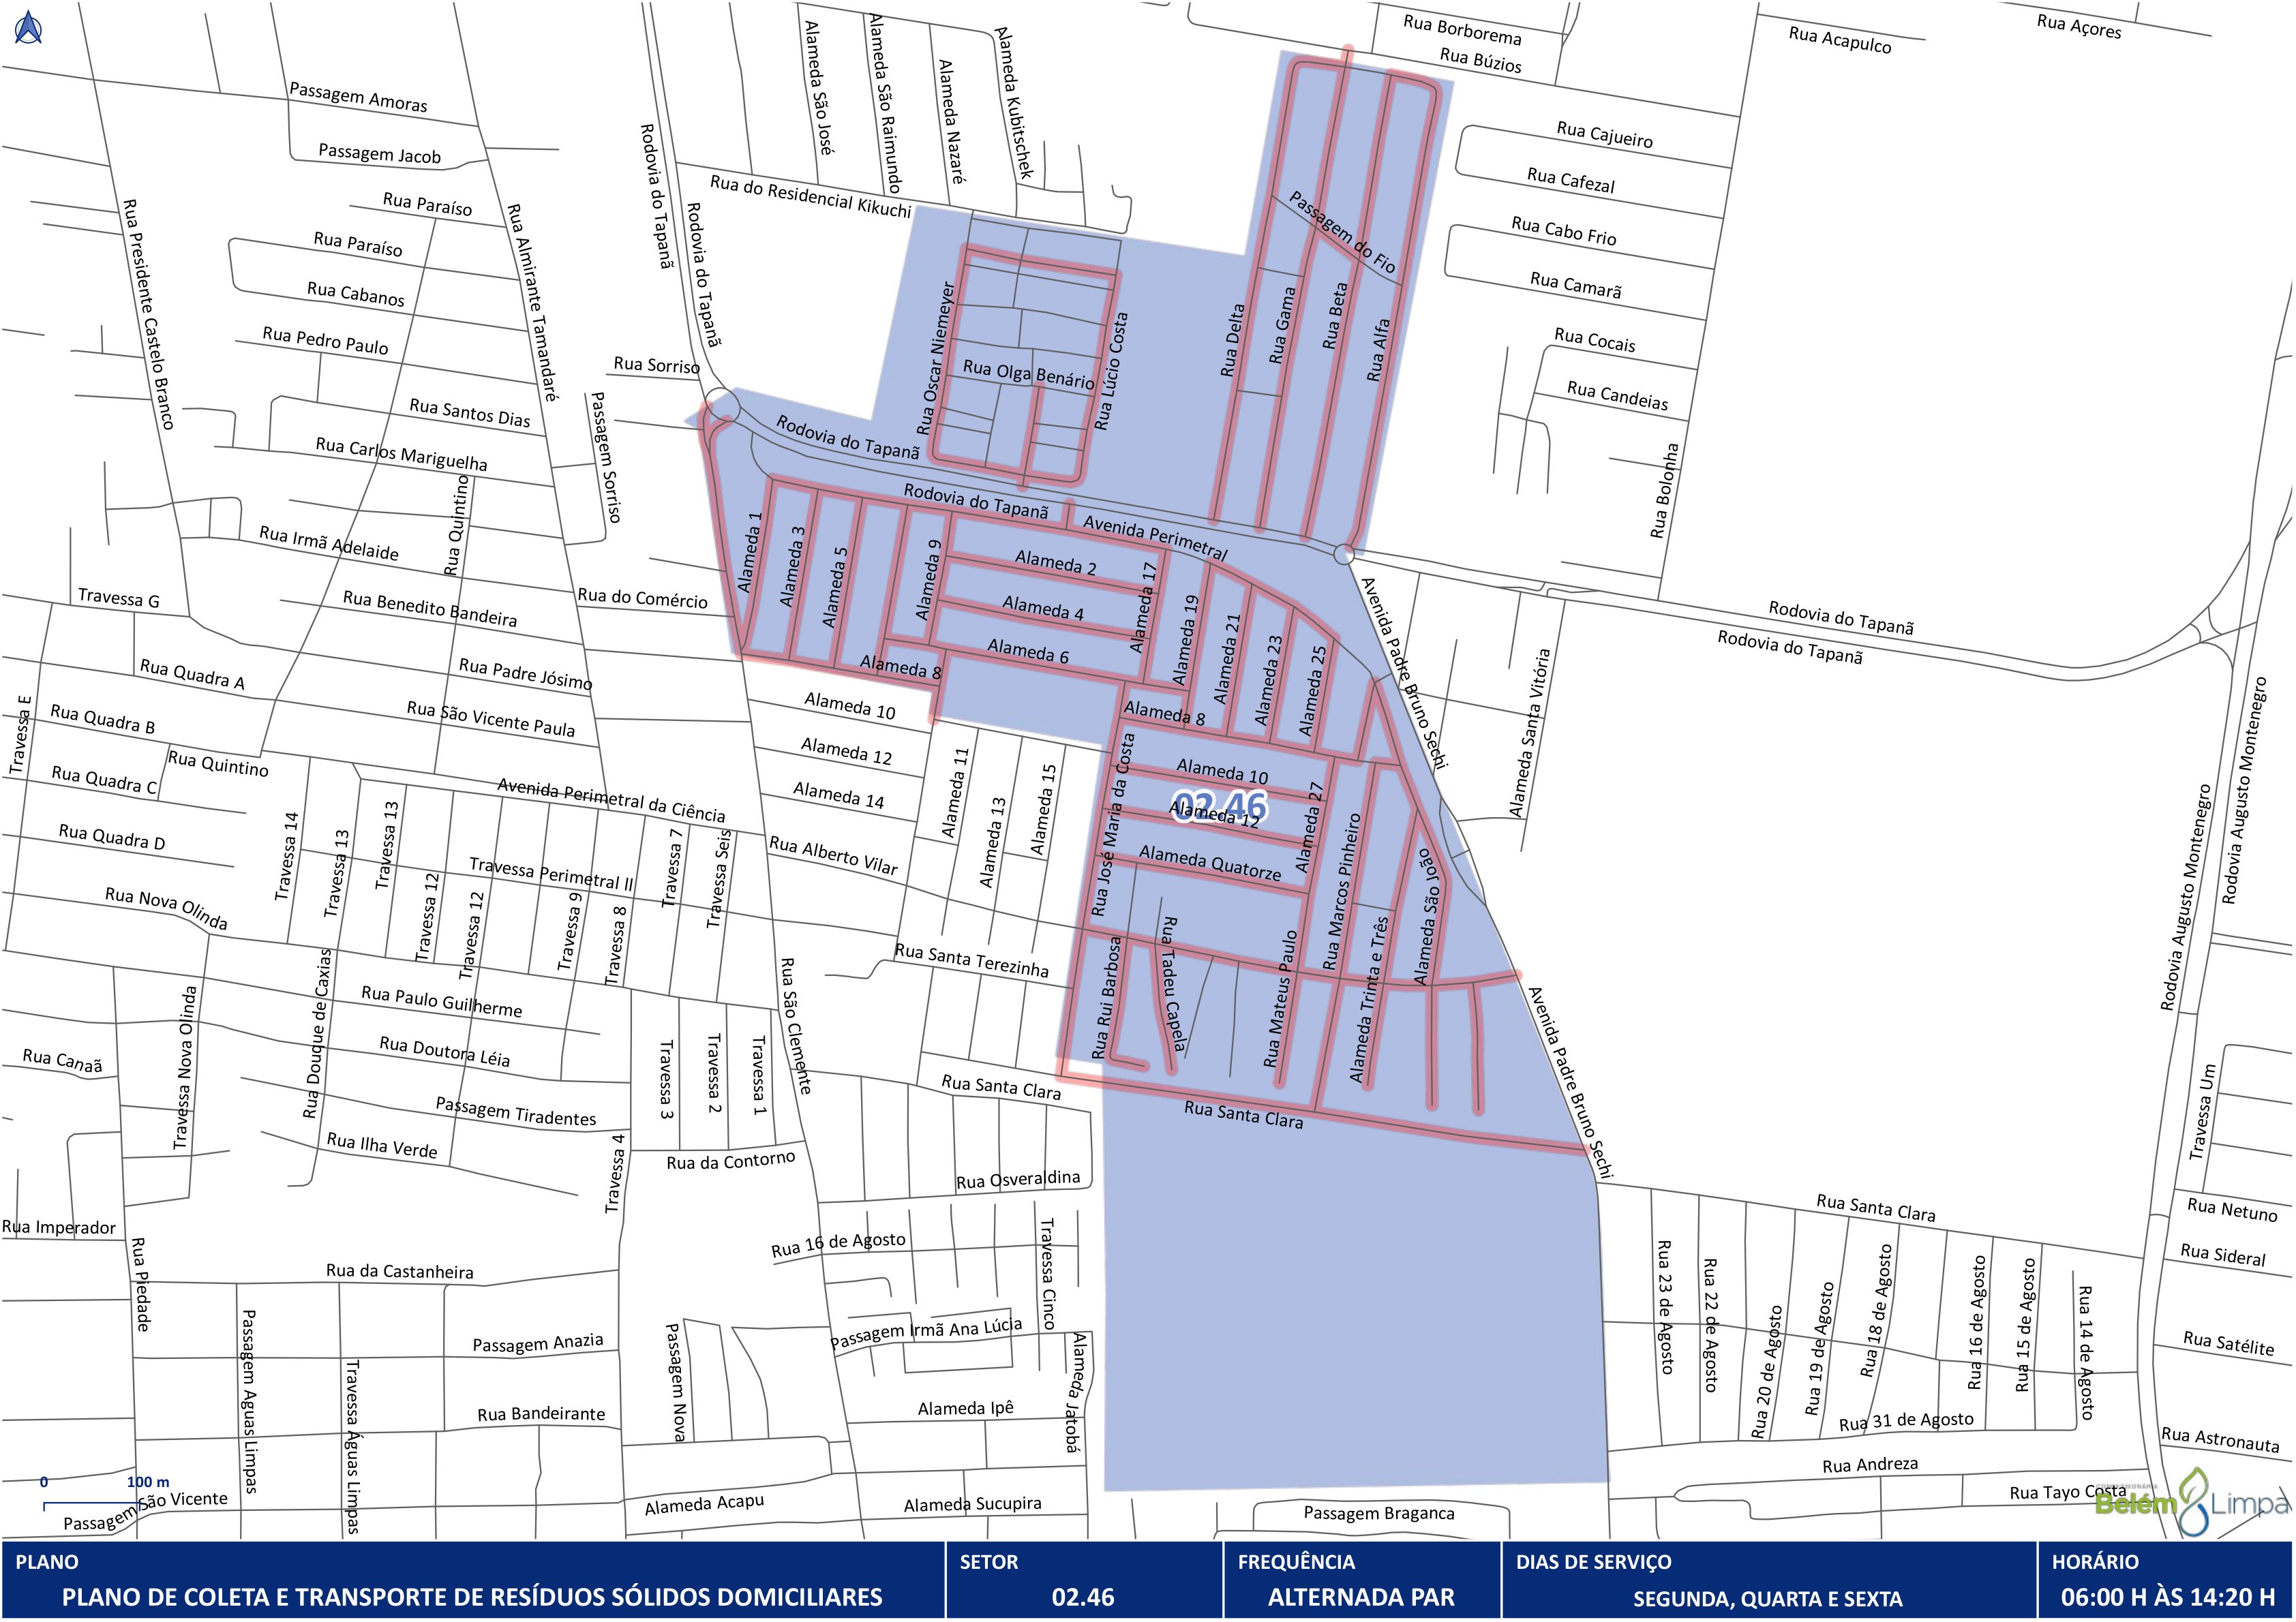 Rua Borborema
Rua Búzios
Rua Acapulco
Rua Açores
Alameda São José
Alameda São Raimundo
Alameda Nazaré
Alameda Kubitschek
Passagem Amoras
Passagem Jacob
Rua Cajueiro
Rua Cafezal
Rua do Residencial Kikuchi
Rodovia do Tapanã
Rodovia do Tapanã
Rua Presidente Castelo Branco
Rua Almirante Tamandaré
Rua Paraíso
Rua Paraíso
Rua Cabanos
Rua Pedro Paulo
Passagem do Fio
Rua Cabo Frio
Rua Camarã
Rua Cocais
Rua Candeias
Rua Delta
Rua Gama
Rua Beta
Rua Alfa
Rua Oscar Niemeyer
Rua Olga Benário
Rua Lúcio Costa
Rua Sorriso
Passagem Sorriso
Rua Santos Dias
Rua Carlos Mariguelha
Rodovia do Tapanã
Rua Bolonha
Rua Quintino
Rua Irmã Adelaide
Rodovia do Tapanã
Avenida Perimetral
Alameda 1
Alameda 3
Alameda 5
Alameda 9
Alameda 2
Alameda 4
Alameda 6
Alameda 8
Alameda 17
Alameda 19
Alameda 21
Alameda 23
Alameda 25
Avenida Padre Bruno Sechi
Rodovia do Tapanã
Rodovia do Tapanã
Travessa G
Rua Benedito Bandeira
Rua do Comércio
Rua Quadra A
Rua Padre Jósimo
Rua São Vicente Paula
Travessa E
Rua Quadra B
Rua Quintino
Rua Quadra C
Rua Quadra D
Rua Nova Olinda
Avenida Perimetral da Ciência
Travessa 14
Travessa 13
Travessa 13
Travessa 12
Travessa 12
Travessa Perimetral II
Travessa 9
Travessa 8
Travessa 7
Travessa Seis
Alameda 10
Alameda 12
Alameda 14
Rua Alberto Vilar
Alameda 11
Alameda 13
Alameda 15
Alameda 8
Rua José Maria da Costa
Alameda 10
02.46
Alameda 12
Alameda Quatorze
Alameda 27
Rua Marcos Pinheiro
Alameda São João
Alameda Santa Vitória
Rodovia Augusto Montenegro
Rodovia Augusto Montenegro
Rua Santa Terezinha
Rua Rui Barbosa
Rua Tadeu Capela
Rua Mateus Paulo
Alameda Trinta e Três
Avenida Padre Bruno Sechi
Rua Paulo Guilherme
Rua Doutora Léia
Rua Canaã
Travessa Nova Olinda
Rua Douque de Caxias
Passagem Tiradentes
Rua Ilha Verde
Travessa 3
Travessa 2
Travessa 1
Rua São Clemente
Travessa 4
Rua da Contorno
Rua Santa Clara
Rua Santa Clara
Rua Santa Clara
Travessa Um
Rua Osveraldina
Rua 16 de Agosto
Travessa Cinco
Rua Imperador
Rua Piedade
Rua da Castanheira
Passagem Anazia
Passagem Aguas Limpas
Travessa Águas Limpas
Rua Bandeirante
Passagem Nova
Passagem Irmã Ana Lúcia
Alameda Ipê
Alameda Jatobá
Alameda Acapu
Alameda Sucupira
Passagem Braganca
Rua Netuno
Rua Sideral
Rua Satélite
Rua Astronauta
Rua 23 de Agosto
Rua 22 de Agosto
Rua 20 de Agosto
Rua 19 de Agosto
Rua 18 de Agosto
Rua 16 de Agosto
Rua 15 de Agosto
Rua 14 de Agosto
Rua 31 de Agosto
Rua Andreza
Rua Tayo Costa
Belém Limpa
0 100 m
Passagem São Vicente
PLANO
PLANO DE COLETA E TRANSPORTE DE RESÍDUOS SÓLIDOS DOMICILIARES
SETOR
02.46
FREQUÊNCIA
ALTERNADA PAR
DIAS DE SERVIÇO
SEGUNDA, QUARTA E SEXTA
HORÁRIO
06:00 H ÀS 14:20 H